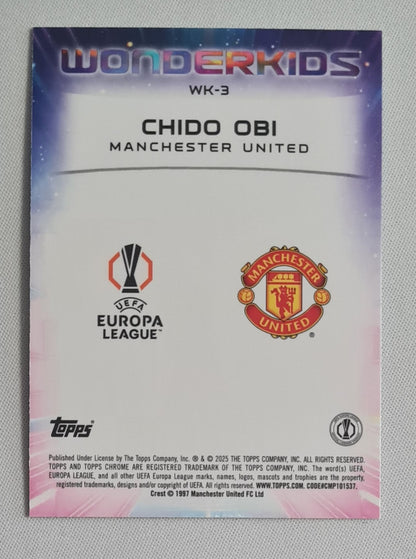 WONDERKIDS
WK-3
CHIDO OBI
MANCHESTER UNITED
MANCHESTER
UNITED
®
UEFA
EUROPA
LEAGUE™
Topps
Published Under License by The Topps Company, Inc. ® & © 2025 THE TOPPS COMPANY, INC. ALL RIGHTS RESERVED.
TOPPS AND TOPPS CHROME ARE REGISTERED TRADEMARK OF THE TOPPS COMPANY, INC. The word(s) UEFA,
EUROPA LEAGUE, and all other UEFA Europa League marks, names, logos, mascots and trophies are the property,
registered trademarks, designs and/or copyright of UEFA. All rights reserved. WWW.TOPPS.COM. CODE#CMP101537.
Crest © 1997 Manchester United FC Ltd